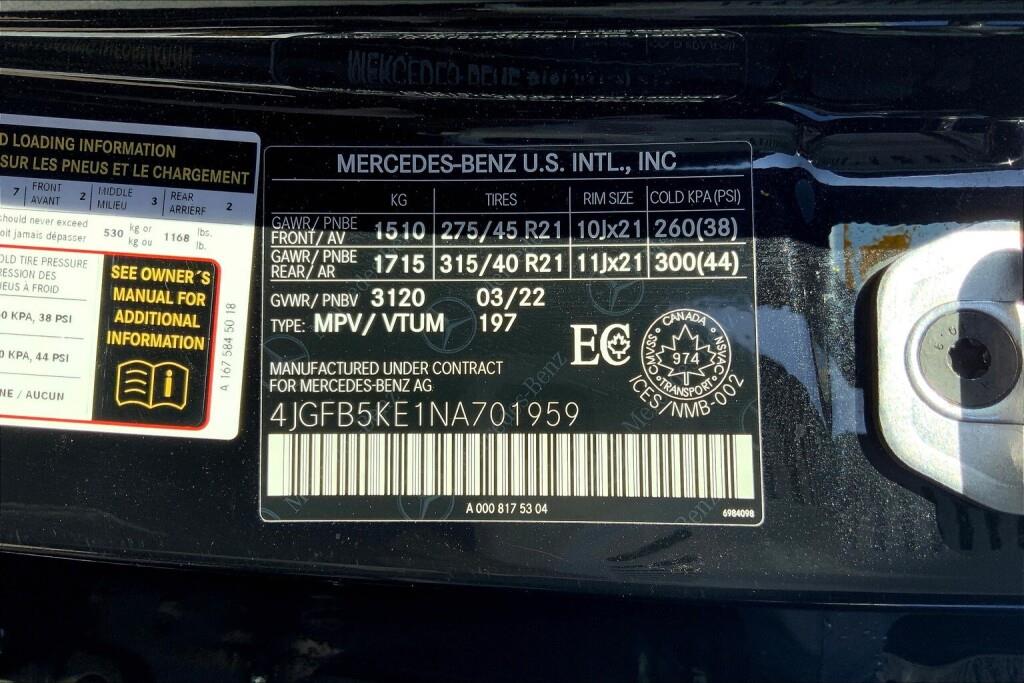 D LOADING INFORMATION
SUR LES PNEUS ET LE CHARGEMENT
7 FRONT AVANT 2 MIDDLE MILIEU 3 REAR ARRIERE 2
should never exceed
oit jamais dépasser 530 kg or kg ou 1168 lbs. lb.
OLD TIRE PRESSURE
RESSION DES
NEUS À FROID
0 KPA, 38 PSI
0 KPA, 44 PSI
NE / AUCUN
SEE OWNER´S
MANUAL FOR
ADDITIONAL
INFORMATION
A 167 584 50 18
MERCEDES-BENZ U.S. INTL., INC
KG TIRES RIM SIZE COLD KPA (PSI)
GAWR/ PNBE
FRONT/ AV 1510 275/45 R21 10Jx21 260(38)
GAWR/ PNBE
REAR/ AR 1715 315/40 R21 11Jx21 300(44)
GVWR/ PNBV 3120 03/22
TYPE: MPV/ VTUM 197
MANUFACTURED UNDER CONTRACT
FOR MERCEDES-BENZ AG
EC
CANADA
974
TRANSPORT
SVMCA
NSVAC
ICES/NMB-002
4JGFB5KE1NA701959
A 000 817 53 04
6984098